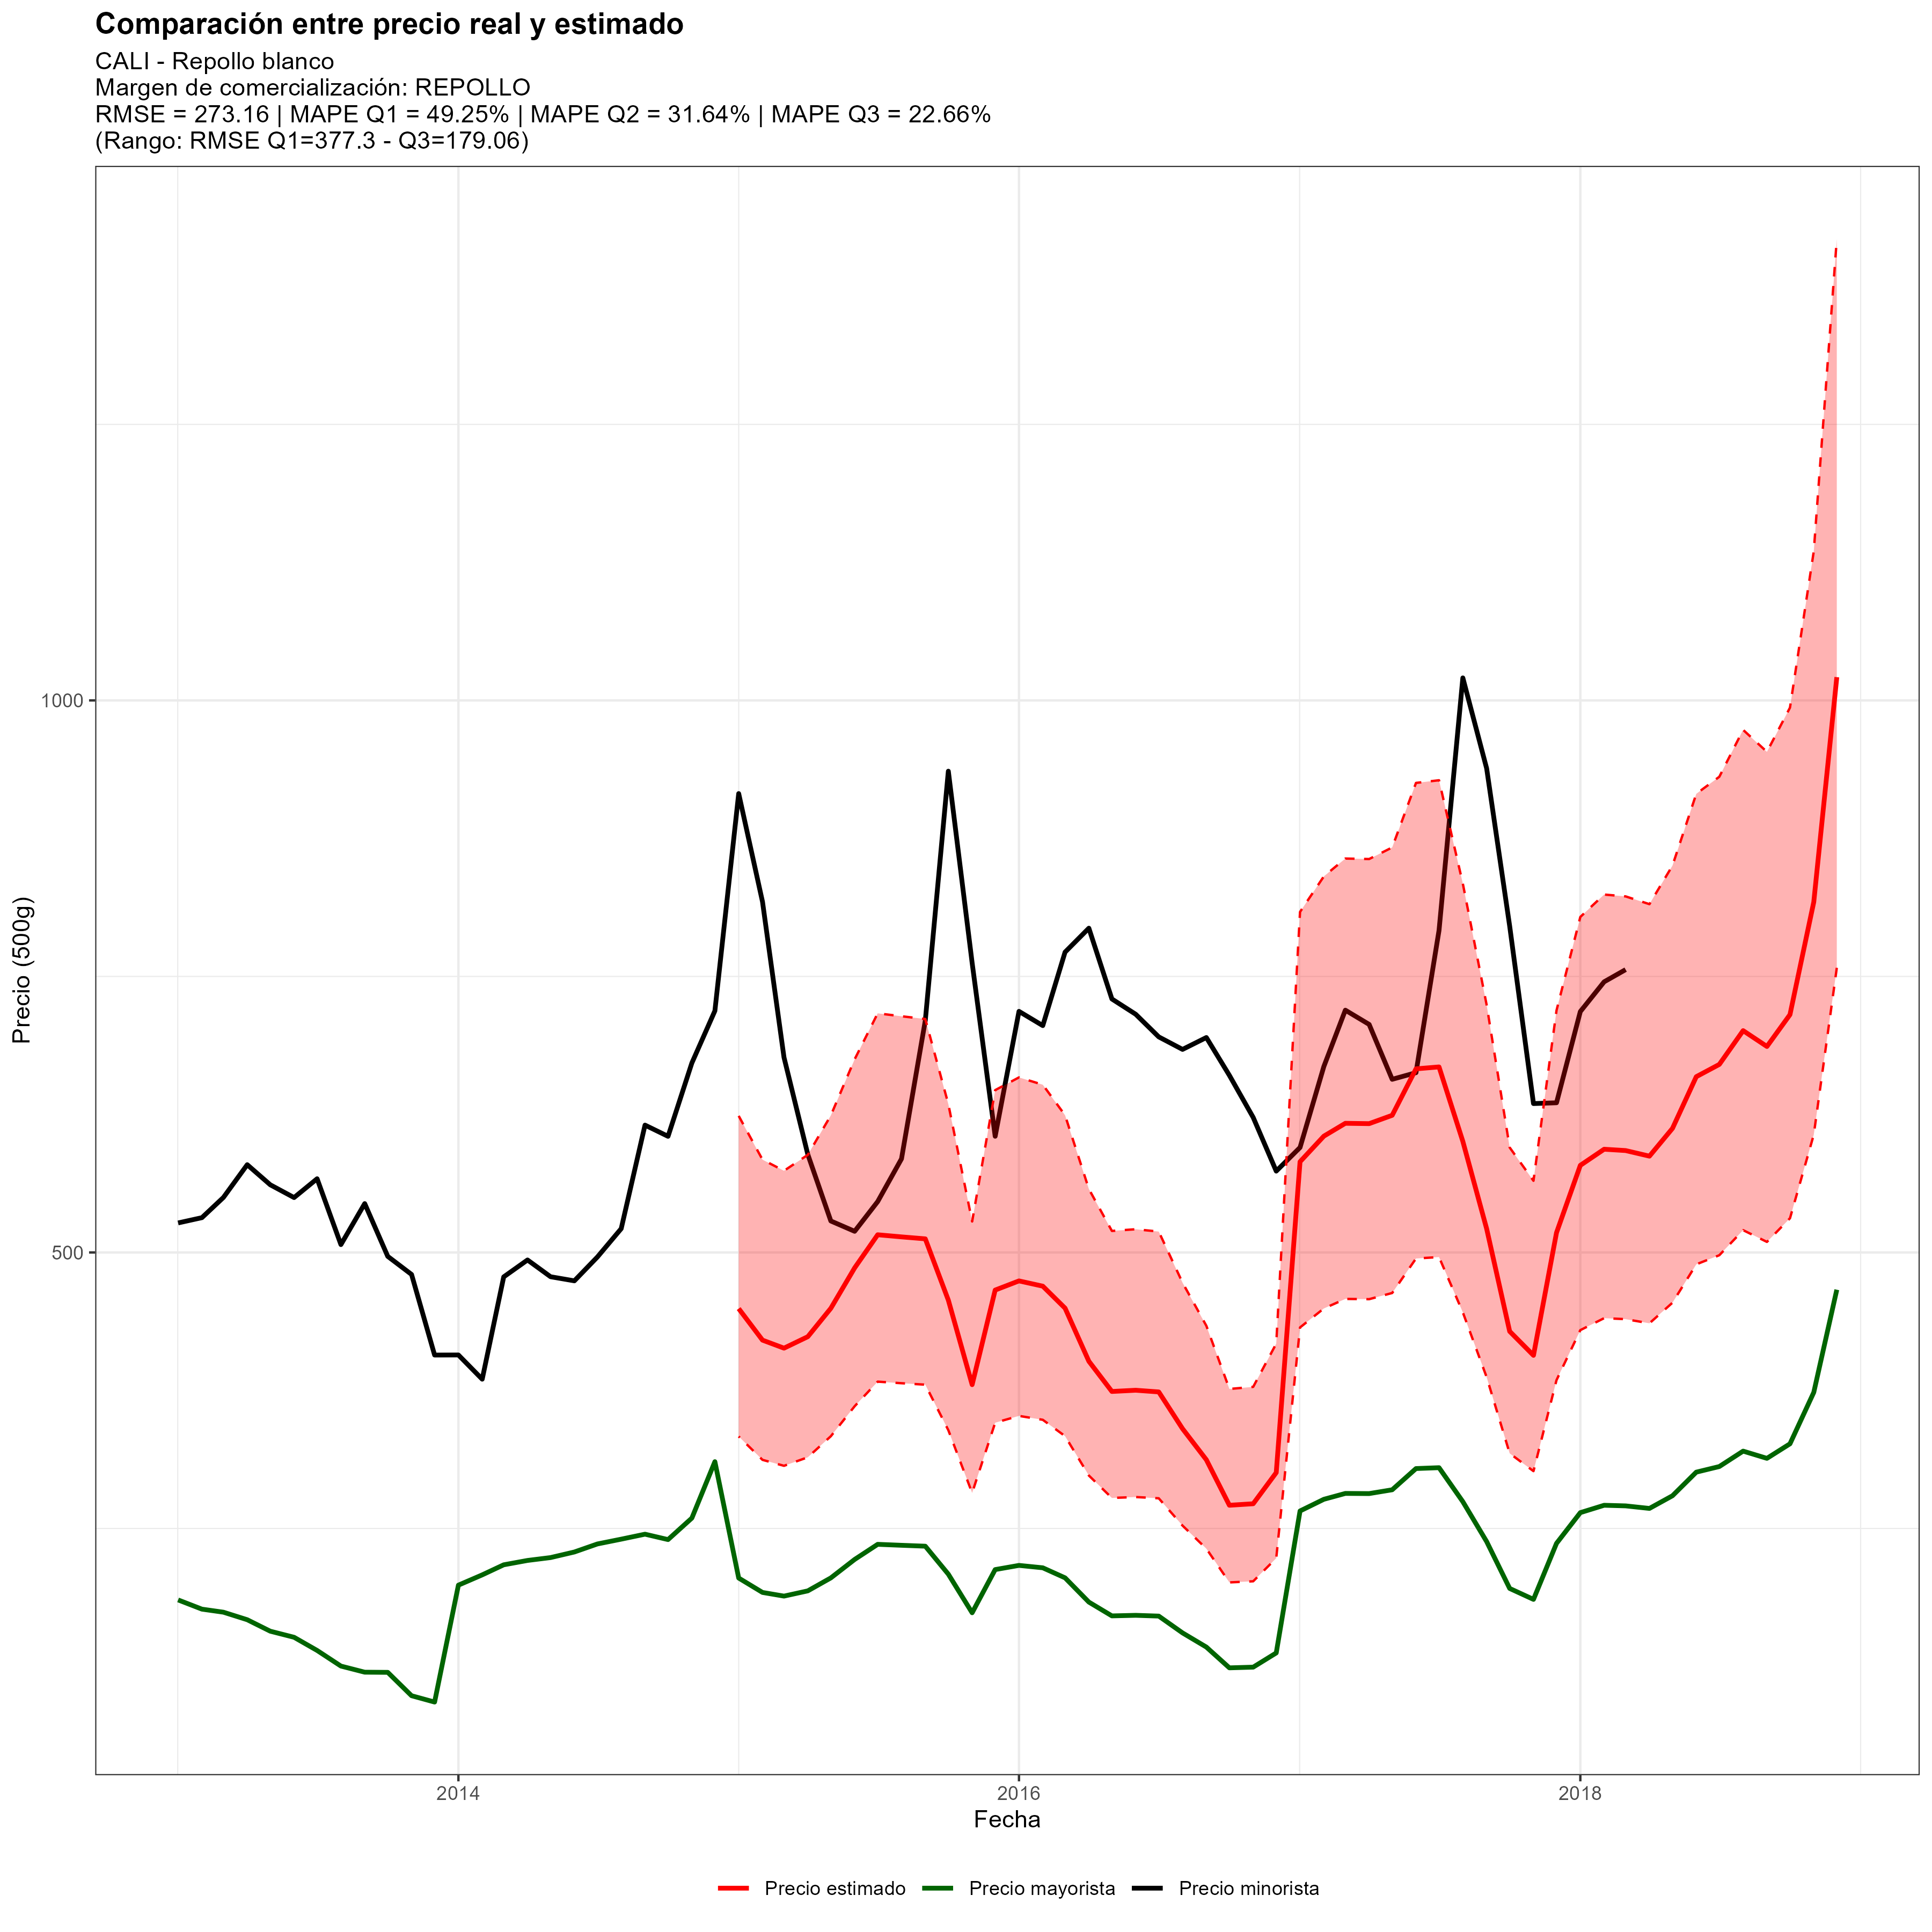 Comparación entre precio real y estimado
CALI - Repollo blanco
Margen de comercialización: REPOLLO
RMSE = 273.16 | MAPE Q1 = 49.25% | MAPE Q2 = 31.64% | MAPE Q3 = 22.66%
(Rango: RMSE Q1=377.3 - Q3=179.06)
Precio (500g)
1000
500
2014
2016
2018
Fecha
Precio estimado
Precio mayorista
Precio minorista